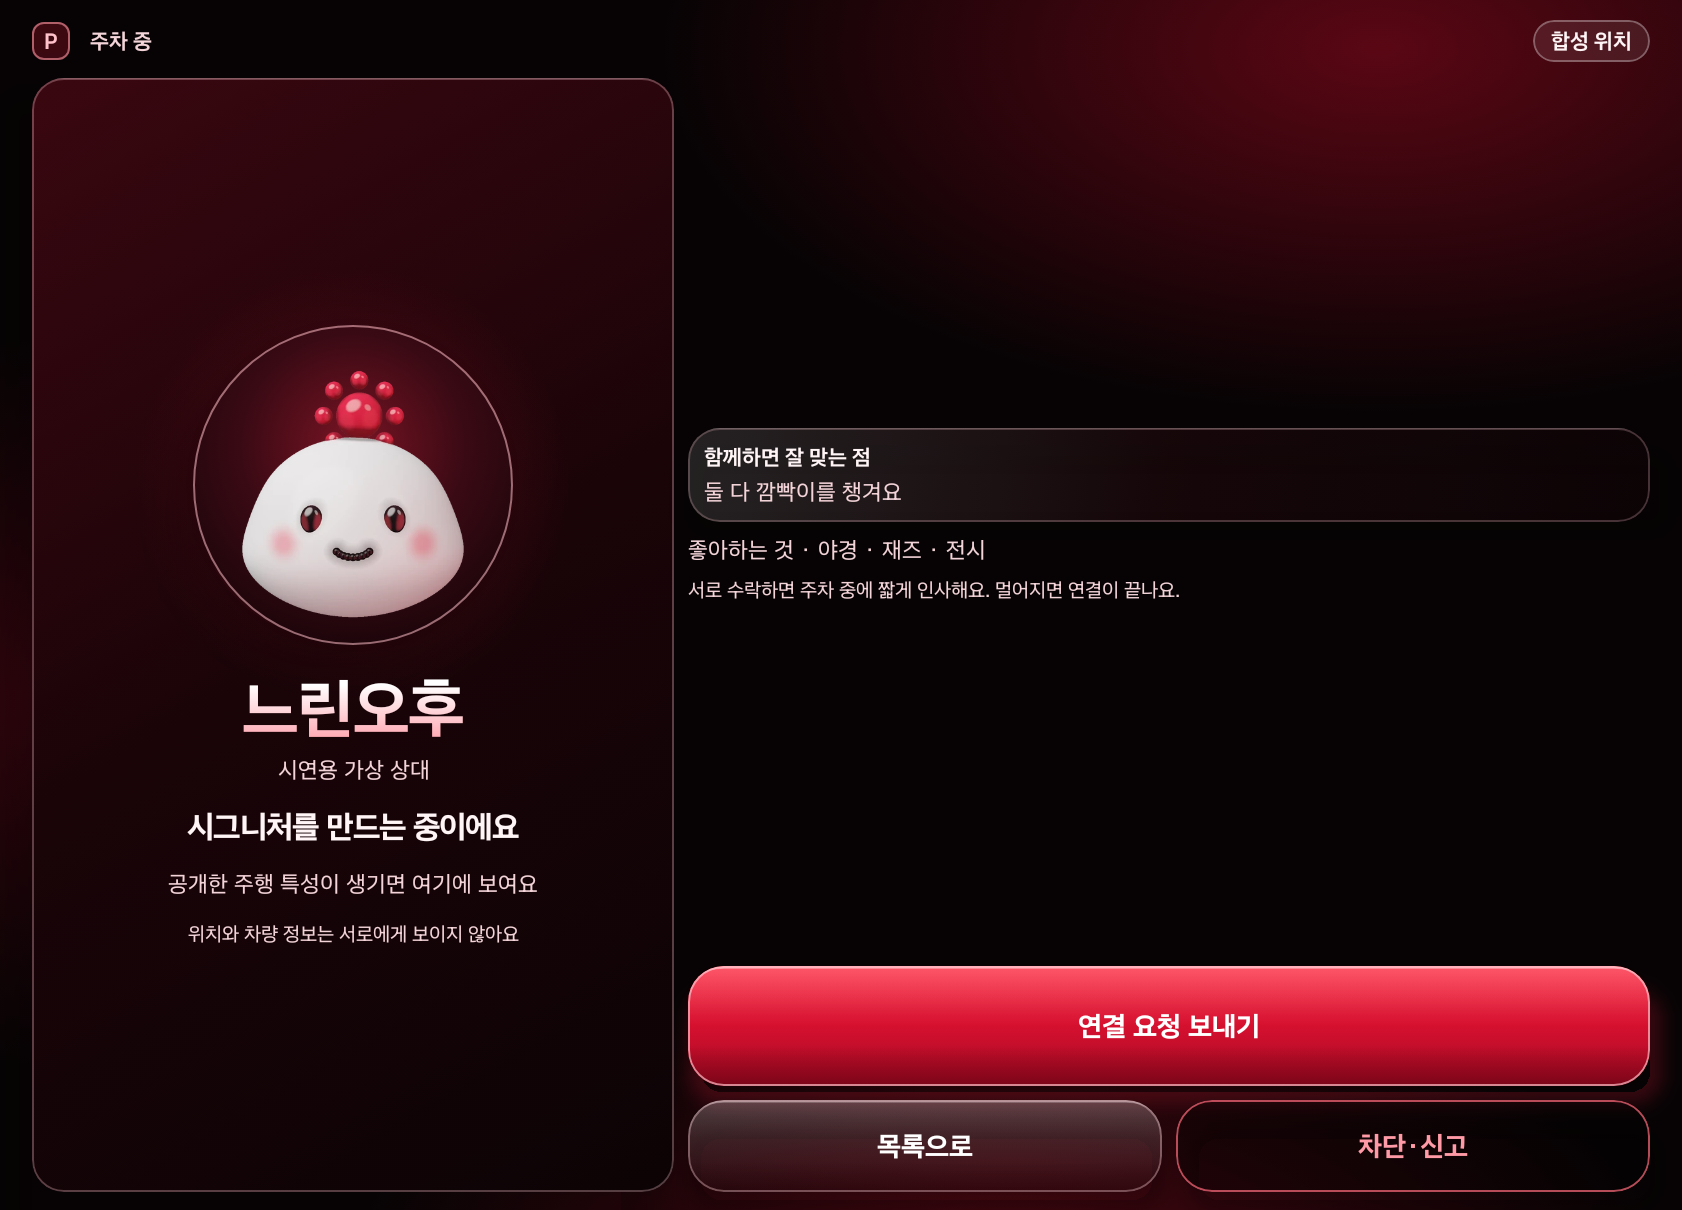 P 주차 중
합성 위치
느린오후
시연용 가상 상대
시그니처를 만드는 중이에요
공개한 주행 특성이 생기면 여기에 보여요
위치와 차량 정보는 서로에게 보이지 않아요
함께하면 잘 맞는 점
둘 다 깜빡이를 챙겨요
좋아하는 것 · 야경 · 재즈 · 전시
서로 수락하면 주차 중에 짧게 인사해요. 멀어지면 연결이 끝나요.
연결 요청 보내기
목록으로
차단·신고